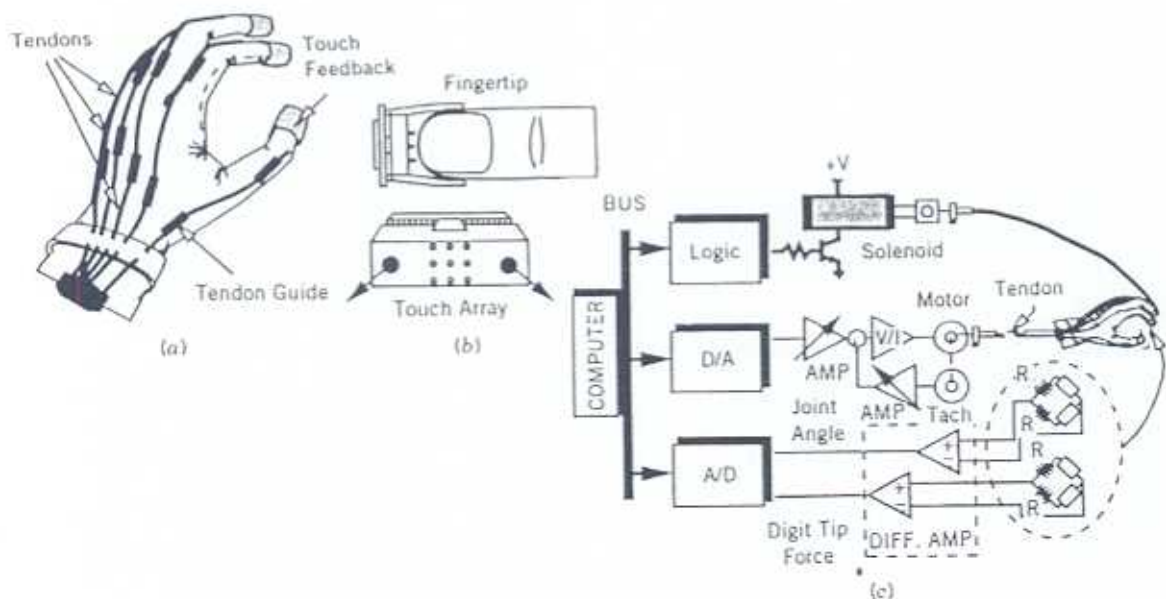 Tendons
Touch
Feedback
Tendon Guide
(a)
Fingertip
Touch Array
(b)
BUS
COMPUTER
Logic
+V
Solenoid
D/A
AMP
V/I
Motor
Tendon
AMP
Tach
Joint
Angle
A/D
R
R
R
R
Digit Tip
Force
DIFF. AMP
+
−
+
−
(c)